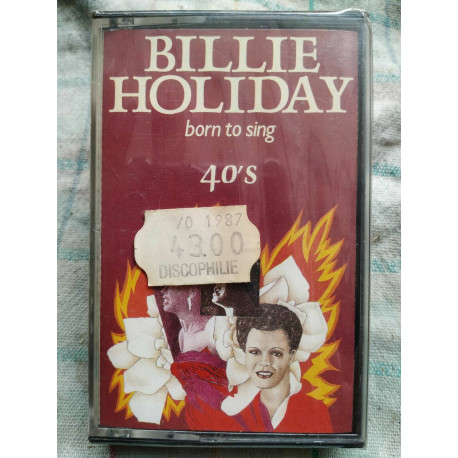 BILLIE
HOLIDAY
born to sing
40's
/0 1987
43.00
DISCOPHILIE